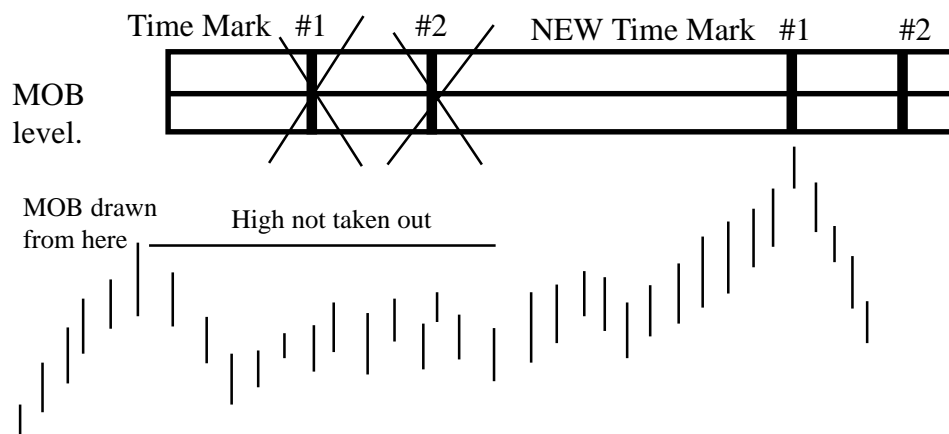 Time Mark #1 #2 NEW Time Mark #1 #2
MOB
level.
MOB drawn
from here
High not taken out